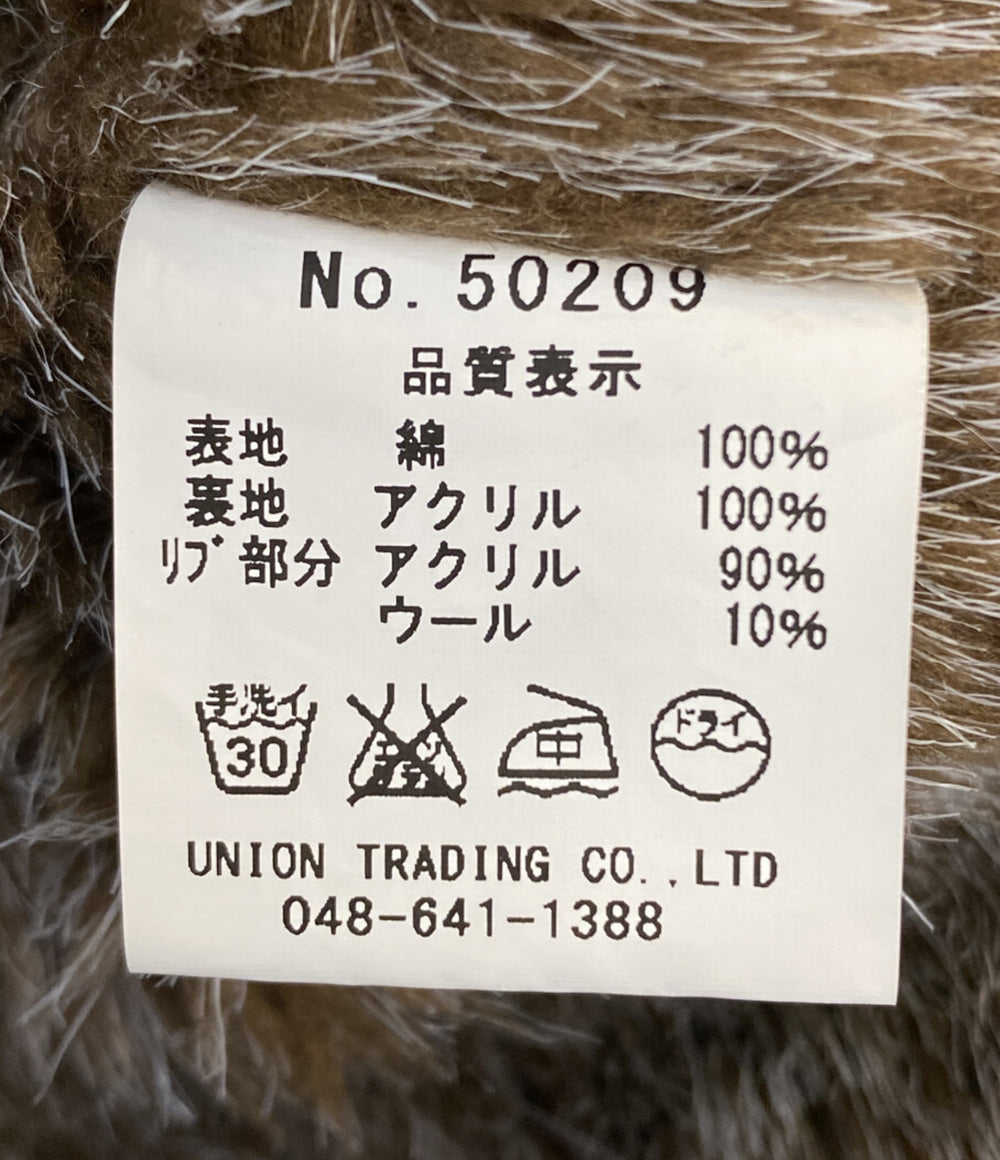 No. 50209
品質表示
表地 綿 100%
裏地 アクリル 100%
リブ部分 アクリル 90%
ウール 10%
手洗イ 30 中 ドライ
UNION TRADING CO.,LTD
048-641-1388